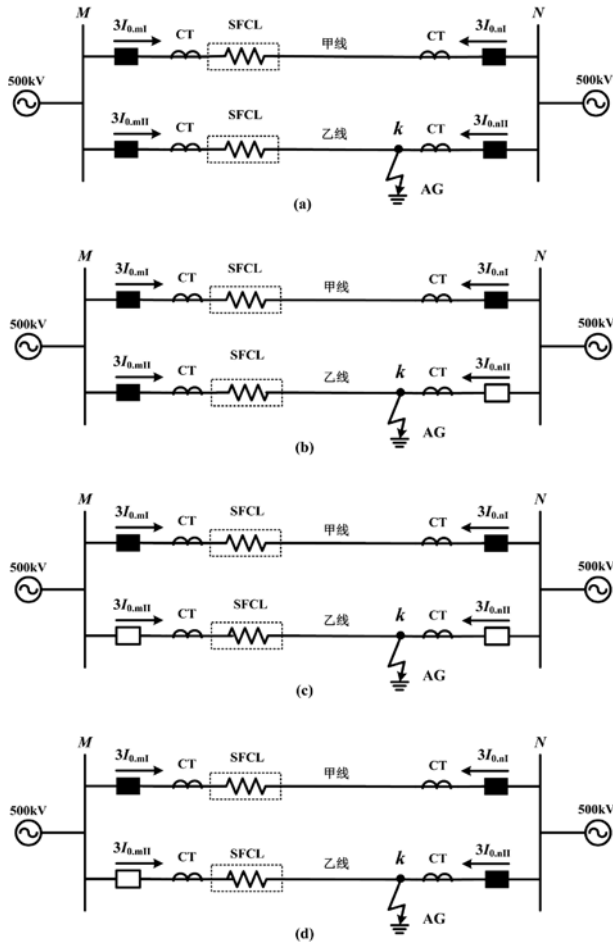 M
N
3I0.mI
CT
SFCL
甲线
CT
3I0.nI
500kV
500kV
3I0.mII
CT
SFCL
乙线
k
CT
3I0.nII
AG
(a)
M
N
3I0.mI
CT
SFCL
甲线
CT
3I0.nI
500kV
500kV
3I0.mII
CT
SFCL
乙线
k
CT
3I0.nII
AG
(b)
M
N
3I0.mI
CT
SFCL
甲线
CT
3I0.nI
500kV
500kV
3I0.mII
CT
SFCL
乙线
k
CT
3I0.nII
AG
(c)
M
N
3I0.mI
CT
SFCL
甲线
CT
3I0.nI
500kV
500kV
3I0.mII
CT
SFCL
乙线
k
CT
3I0.nII
AG
(d)